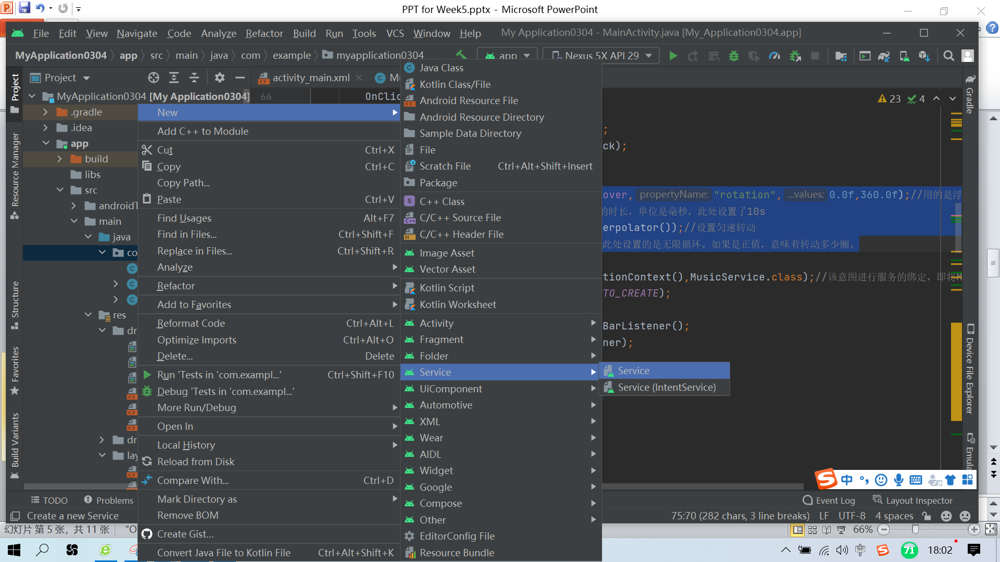 PPT for Week5.pptx - Microsoft PowerPoint
File Edit View Navigate Code Analyze Refactor Build Run Tools VCS Window Help My Application0304 - MainActivity.java [My_Application0304.app]
MyApplication0304 app src main java com example myapplication0304 app Nexus 5X API 29
Project activity_main.xml
MyApplication0304 [My Application0304] 66 OnClic
23 4
.gradle
.idea
app
build
libs
src
androidT
main
java
co
res
dr
lay
Project
Resource Manager
Structure
Favorites
Build Variants
New
Add C++ to Module
Cut Ctrl+X
Copy Ctrl+C
Copy Path...
Paste Ctrl+V
Find Usages Alt+F7
Find in Files... Ctrl+Shift+F
Replace in Files... Ctrl+Shift+R
Analyze
Refactor
Add to Favorites
Reformat Code Ctrl+Alt+L
Optimize Imports Ctrl+Alt+O
Delete... Delete
Run 'Tests in 'com.exampl...' Ctrl+Shift+F10
Debug 'Tests in 'com.exampl...'
More Run/Debug
Open In
Local History
Reload from Disk
Compare With... Ctrl+D
Mark Directory as
Remove BOM
Create Gist...
Convert Java File to Kotlin File Ctrl+Alt+Shift+K
Java Class
Kotlin Class/File
Android Resource File
Android Resource Directory
Sample Data Directory
File
Scratch File Ctrl+Alt+Shift+Insert
Package
C++ Class
C/C++ Source File
C/C++ Header File
Image Asset
Vector Asset
Kotlin Script
Kotlin Worksheet
Activity
Fragment
Folder
Service
UiComponent
Automotive
XML
Wear
AIDL
Widget
Google
Compose
Other
EditorConfig File
Resource Bundle
Service
Service (IntentService)
;
ck);
over, propertyName: "rotation", ...values: 0.0f,360.0f);//用的是浮
的时长，单位是毫秒，此处设置了10s
erpolator());//设置匀速转动
此处设置的是无限循环。如果是正值，意味着转动多少圈。
tionContext(),MusicService.class);//该意图进行服务的绑定，即将M
TO_CREATE);
BarListener();
ner);
Gradle
Device File Explorer
Emula
中
TODO Problems Event Log Layout Inspector
Create a new Service 75:70 (282 chars, 3 line breaks) LF UTF-8 4 spaces
幻灯片 第 5 张，共 11 张 "O 66%
中 71 18:02